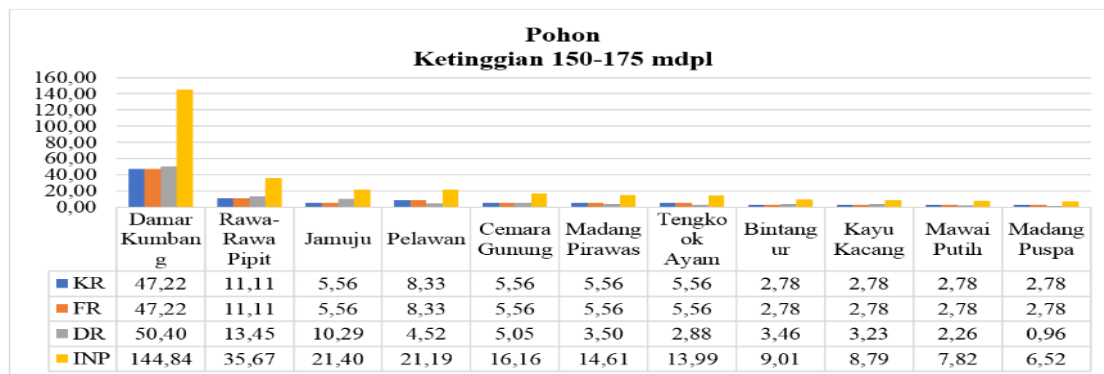 Pohon
Ketinggian 150-175 mdpl
160,00
140,00
120,00
100,00
80,00
60,00
40,00
20,00
0,00
Damar Rawa- Jamuju Pelawan Cemara Madang Tengko Bintang Kayu Mawai Madang
Kumban Rawa Gunung Pirawas ok ur Kacang Putih Puspa
g Pipit Ayam
KR 47,22 11,11 5,56 8,33 5,56 5,56 5,56 2,78 2,78 2,78 2,78
FR 47,22 11,11 5,56 8,33 5,56 5,56 5,56 2,78 2,78 2,78 2,78
DR 50,40 13,45 10,29 4,52 5,05 3,50 2,88 3,46 3,23 2,26 0,96
INP 144,84 35,67 21,40 21,19 16,16 14,61 13,99 9,01 8,79 7,82 6,52